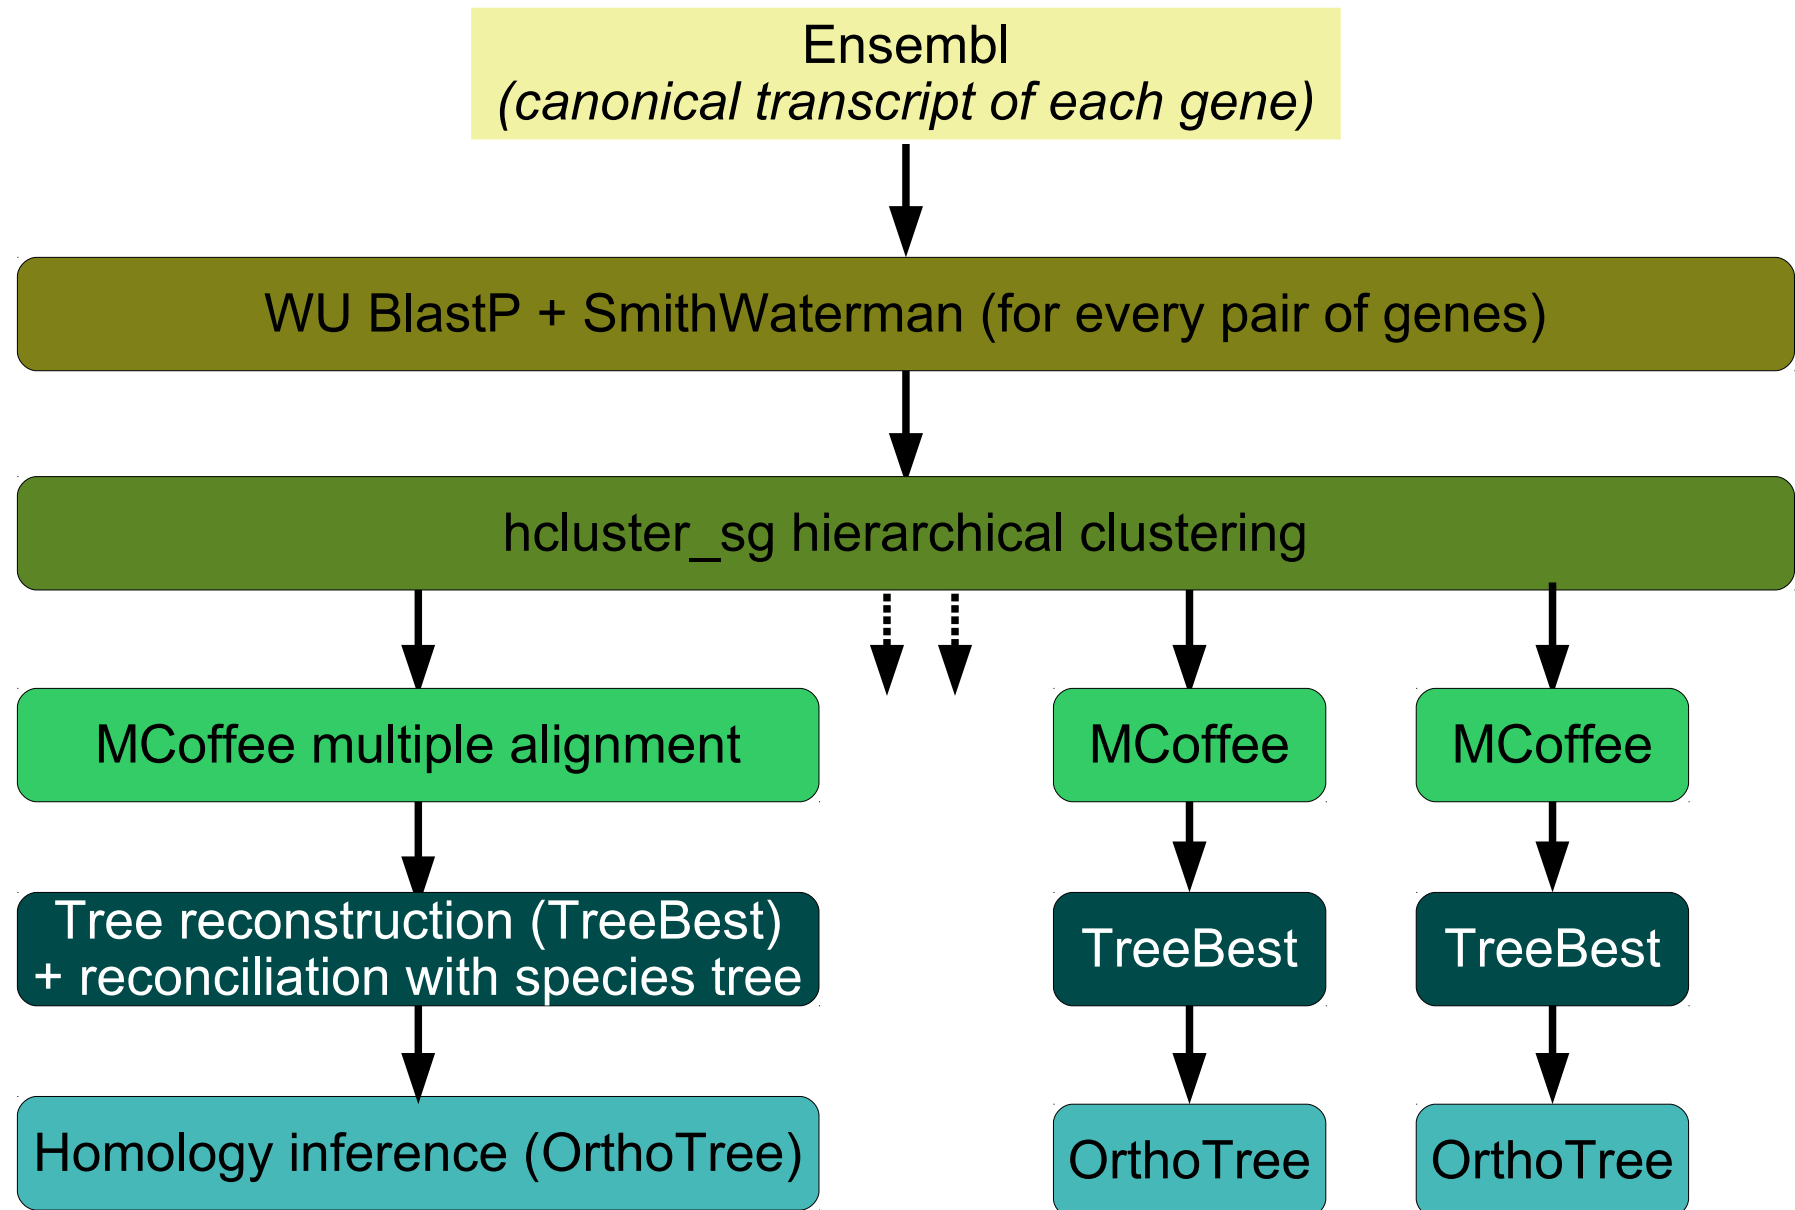 Ensembl
(canonical transcript of each gene)
WU BlastP + SmithWaterman (for every pair of genes)
hcluster_sg hierarchical clustering
MCoffee multiple alignment
MCoffee
MCoffee
Tree reconstruction (TreeBest)
+ reconciliation with species tree
TreeBest
TreeBest
Homology inference (OrthoTree)
OrthoTree
OrthoTree